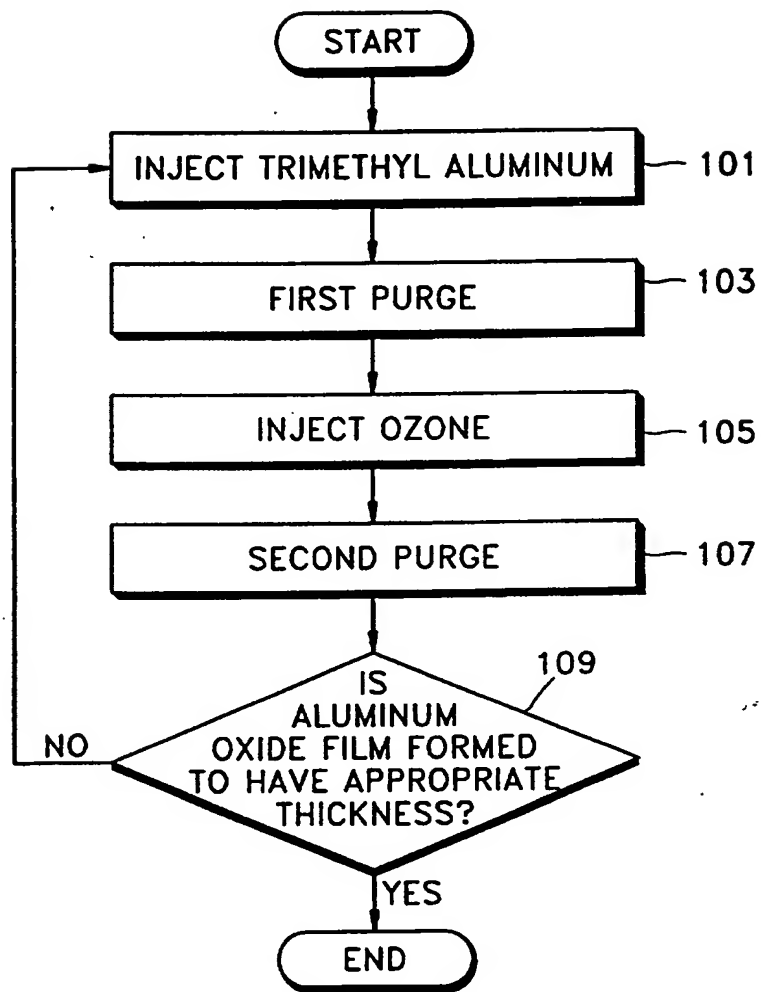 START
INJECT TRIMETHYL ALUMINUM
101
FIRST PURGE
103
INJECT OZONE
105
SECOND PURGE
107
109
IS
ALUMINUM
OXIDE FILM FORMED
TO HAVE APPROPRIATE
THICKNESS?
NO
YES
END